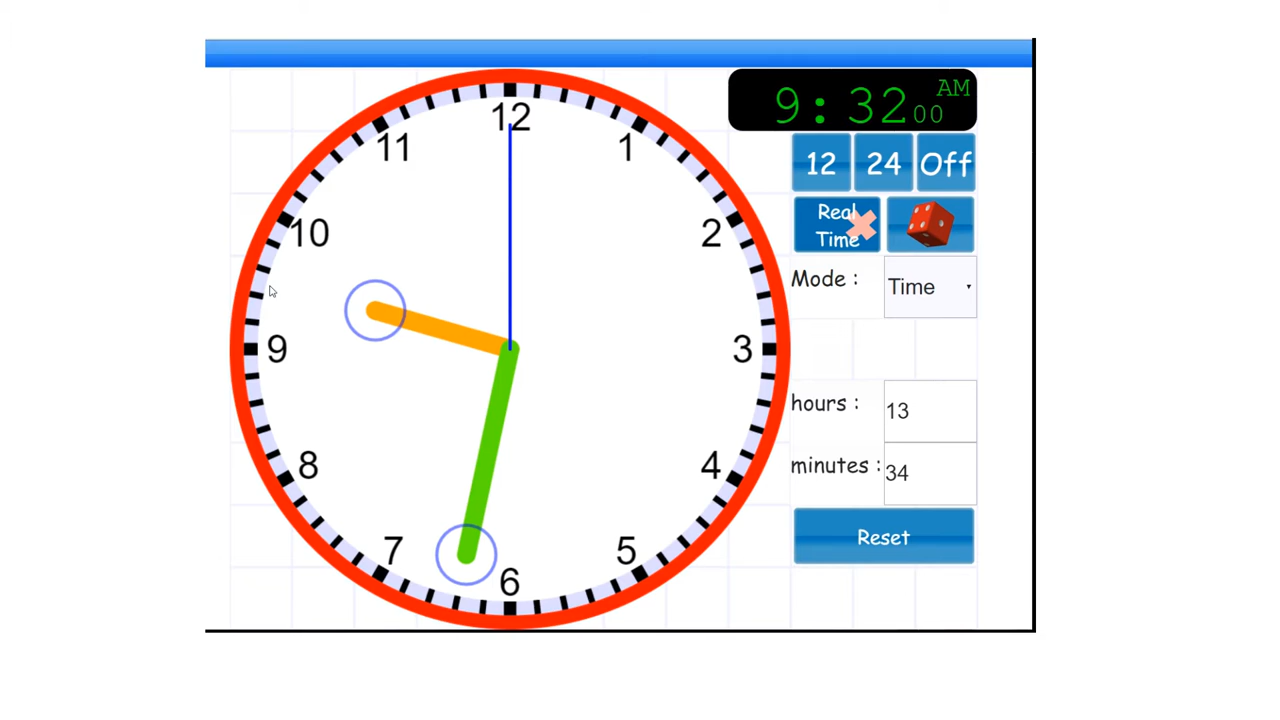 9:32 00 AM
12 24 Off
Real
Time
Mode : Time
hours : 13
minutes : 34
Reset
12
11 1
10 2
9 3
8 4
7 5
6